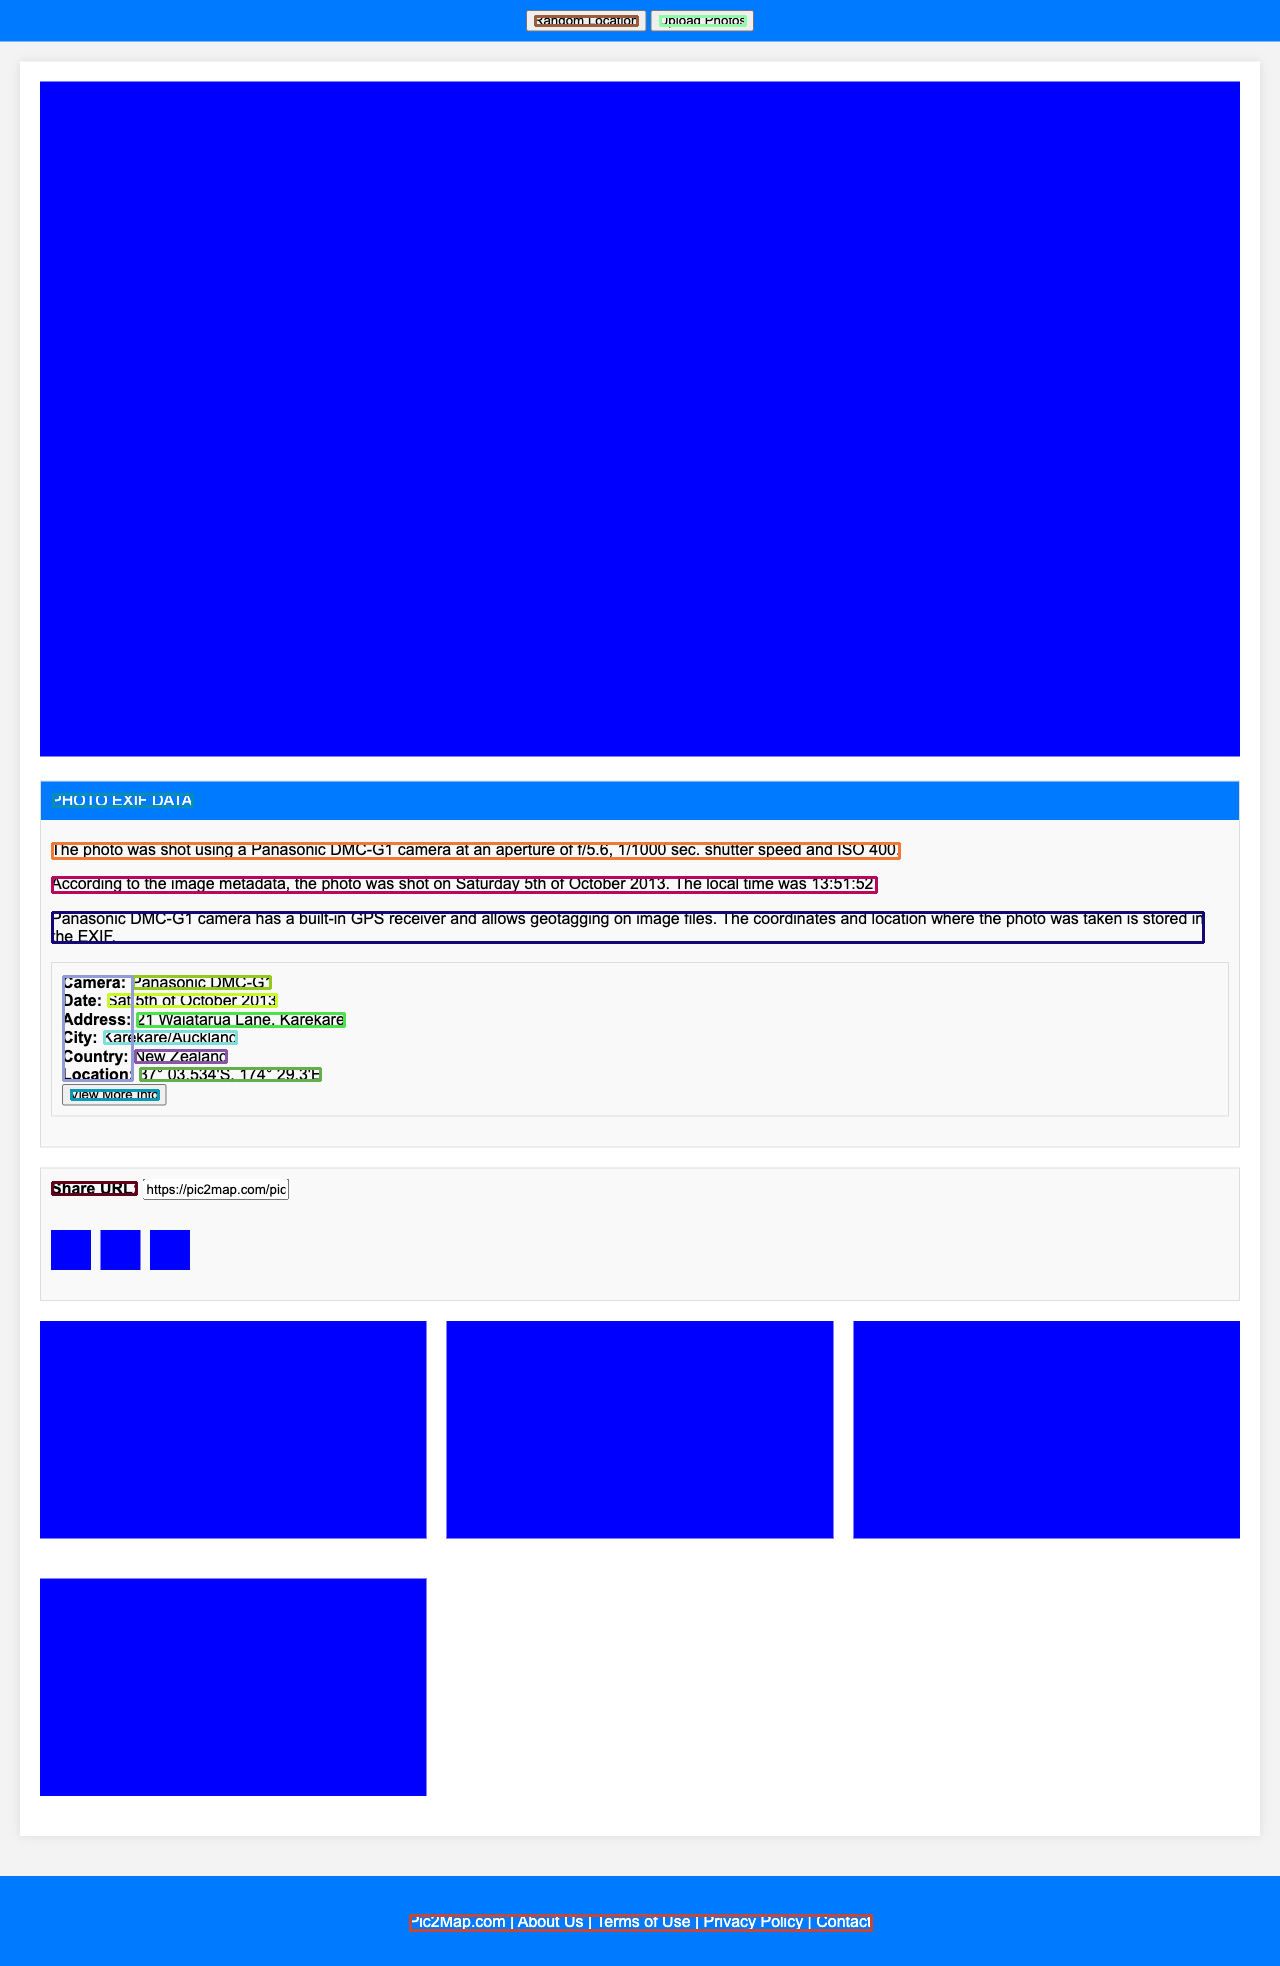 Random Location Upload Photos
PHOTO EXIF DATA
The photo was shot using a Panasonic DMC-G1 camera at an aperture of f/5.6, 1/1000 sec. shutter speed and ISO 400.
According to the image metadata, the photo was shot on Saturday 5th of October 2013. The local time was 13:51:52.
Panasonic DMC-G1 camera has a built-in GPS receiver and allows geotagging on image files. The coordinates and location where the photo was taken is stored in
the EXIF.
Camera: Panasonic DMC-G1
Date: Sat 5th of October 2013
Address: 21 Waiatarua Lane, Karekare
City: Karekare/Auckland
Country: New Zealand
Location: 37° 03.534'S, 174° 29.3'E
View More Info
Share URL: https://pic2map.com/pic
Pic2Map.com | About Us | Terms of Use | Privacy Policy | Contact